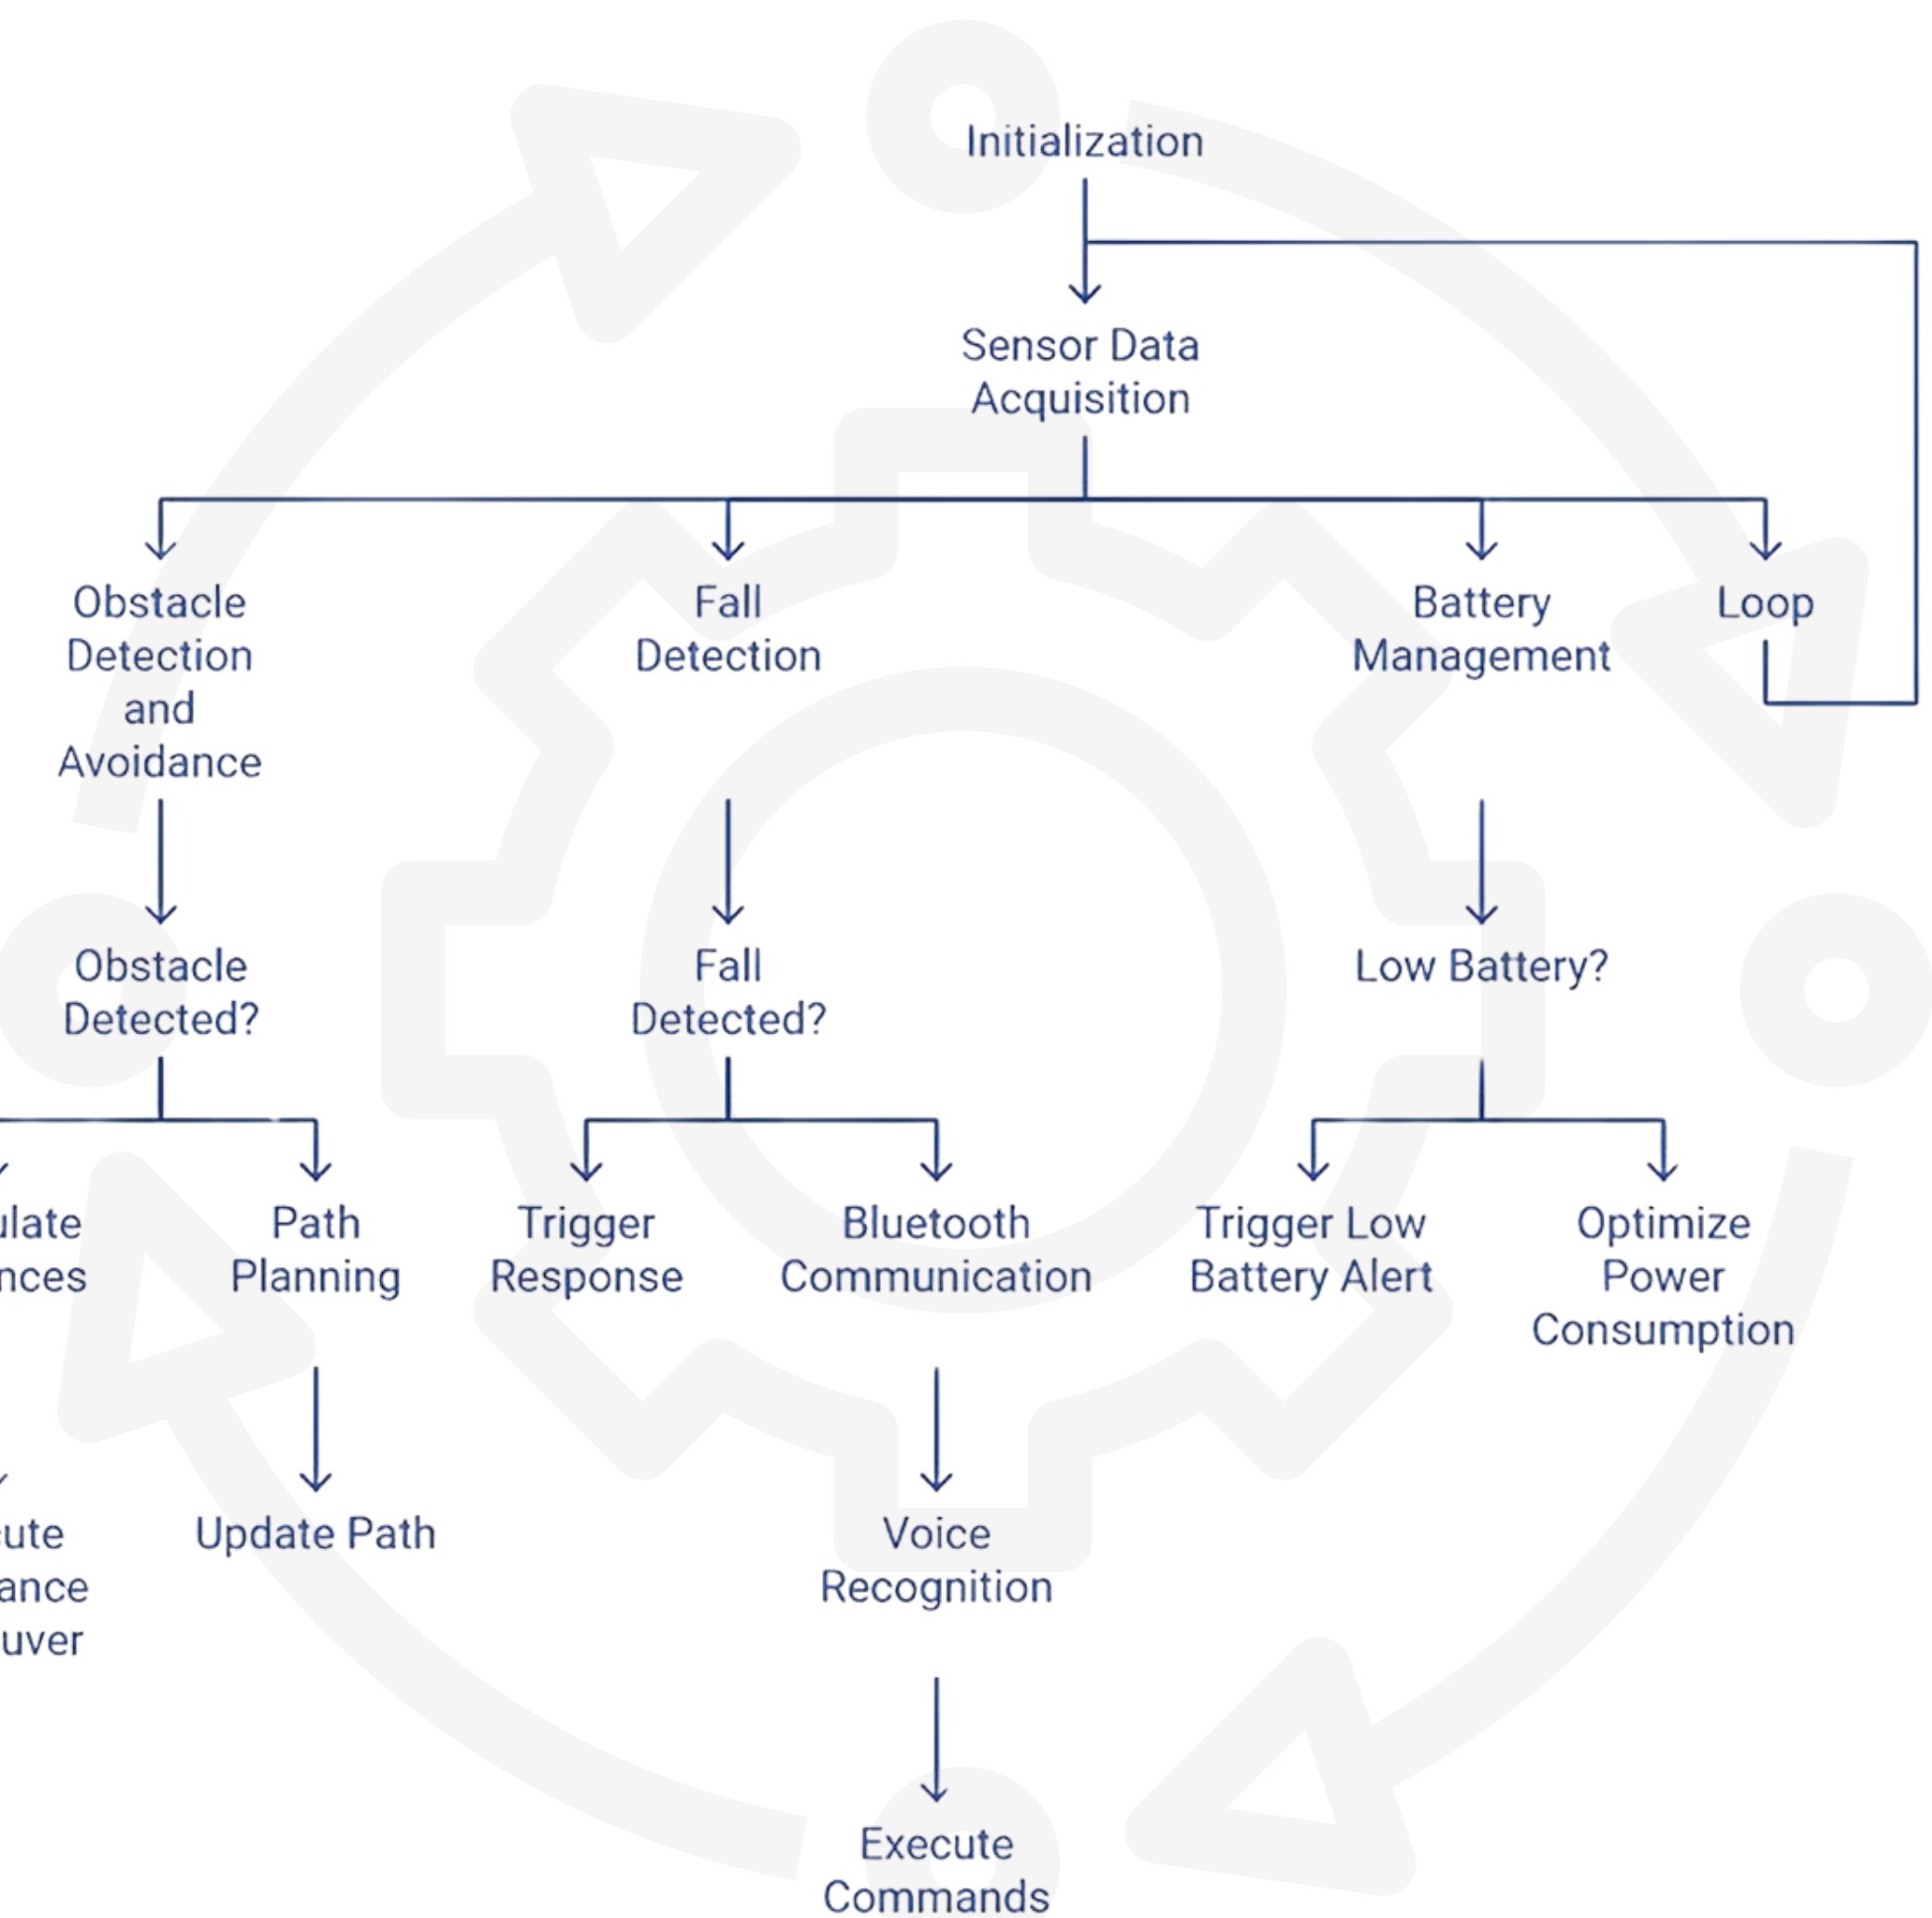 Initialization
Sensor Data
Acquisition
Obstacle
Detection
and
Avoidance
Fall
Detection
Battery
Management
Loop
Obstacle
Detected?
Fall
Detected?
Low Battery?
Path
Planning
Trigger
Response
Bluetooth
Communication
Trigger Low
Battery Alert
Optimize
Power
Consumption
Update Path
Voice
Recognition
Execute
Commands